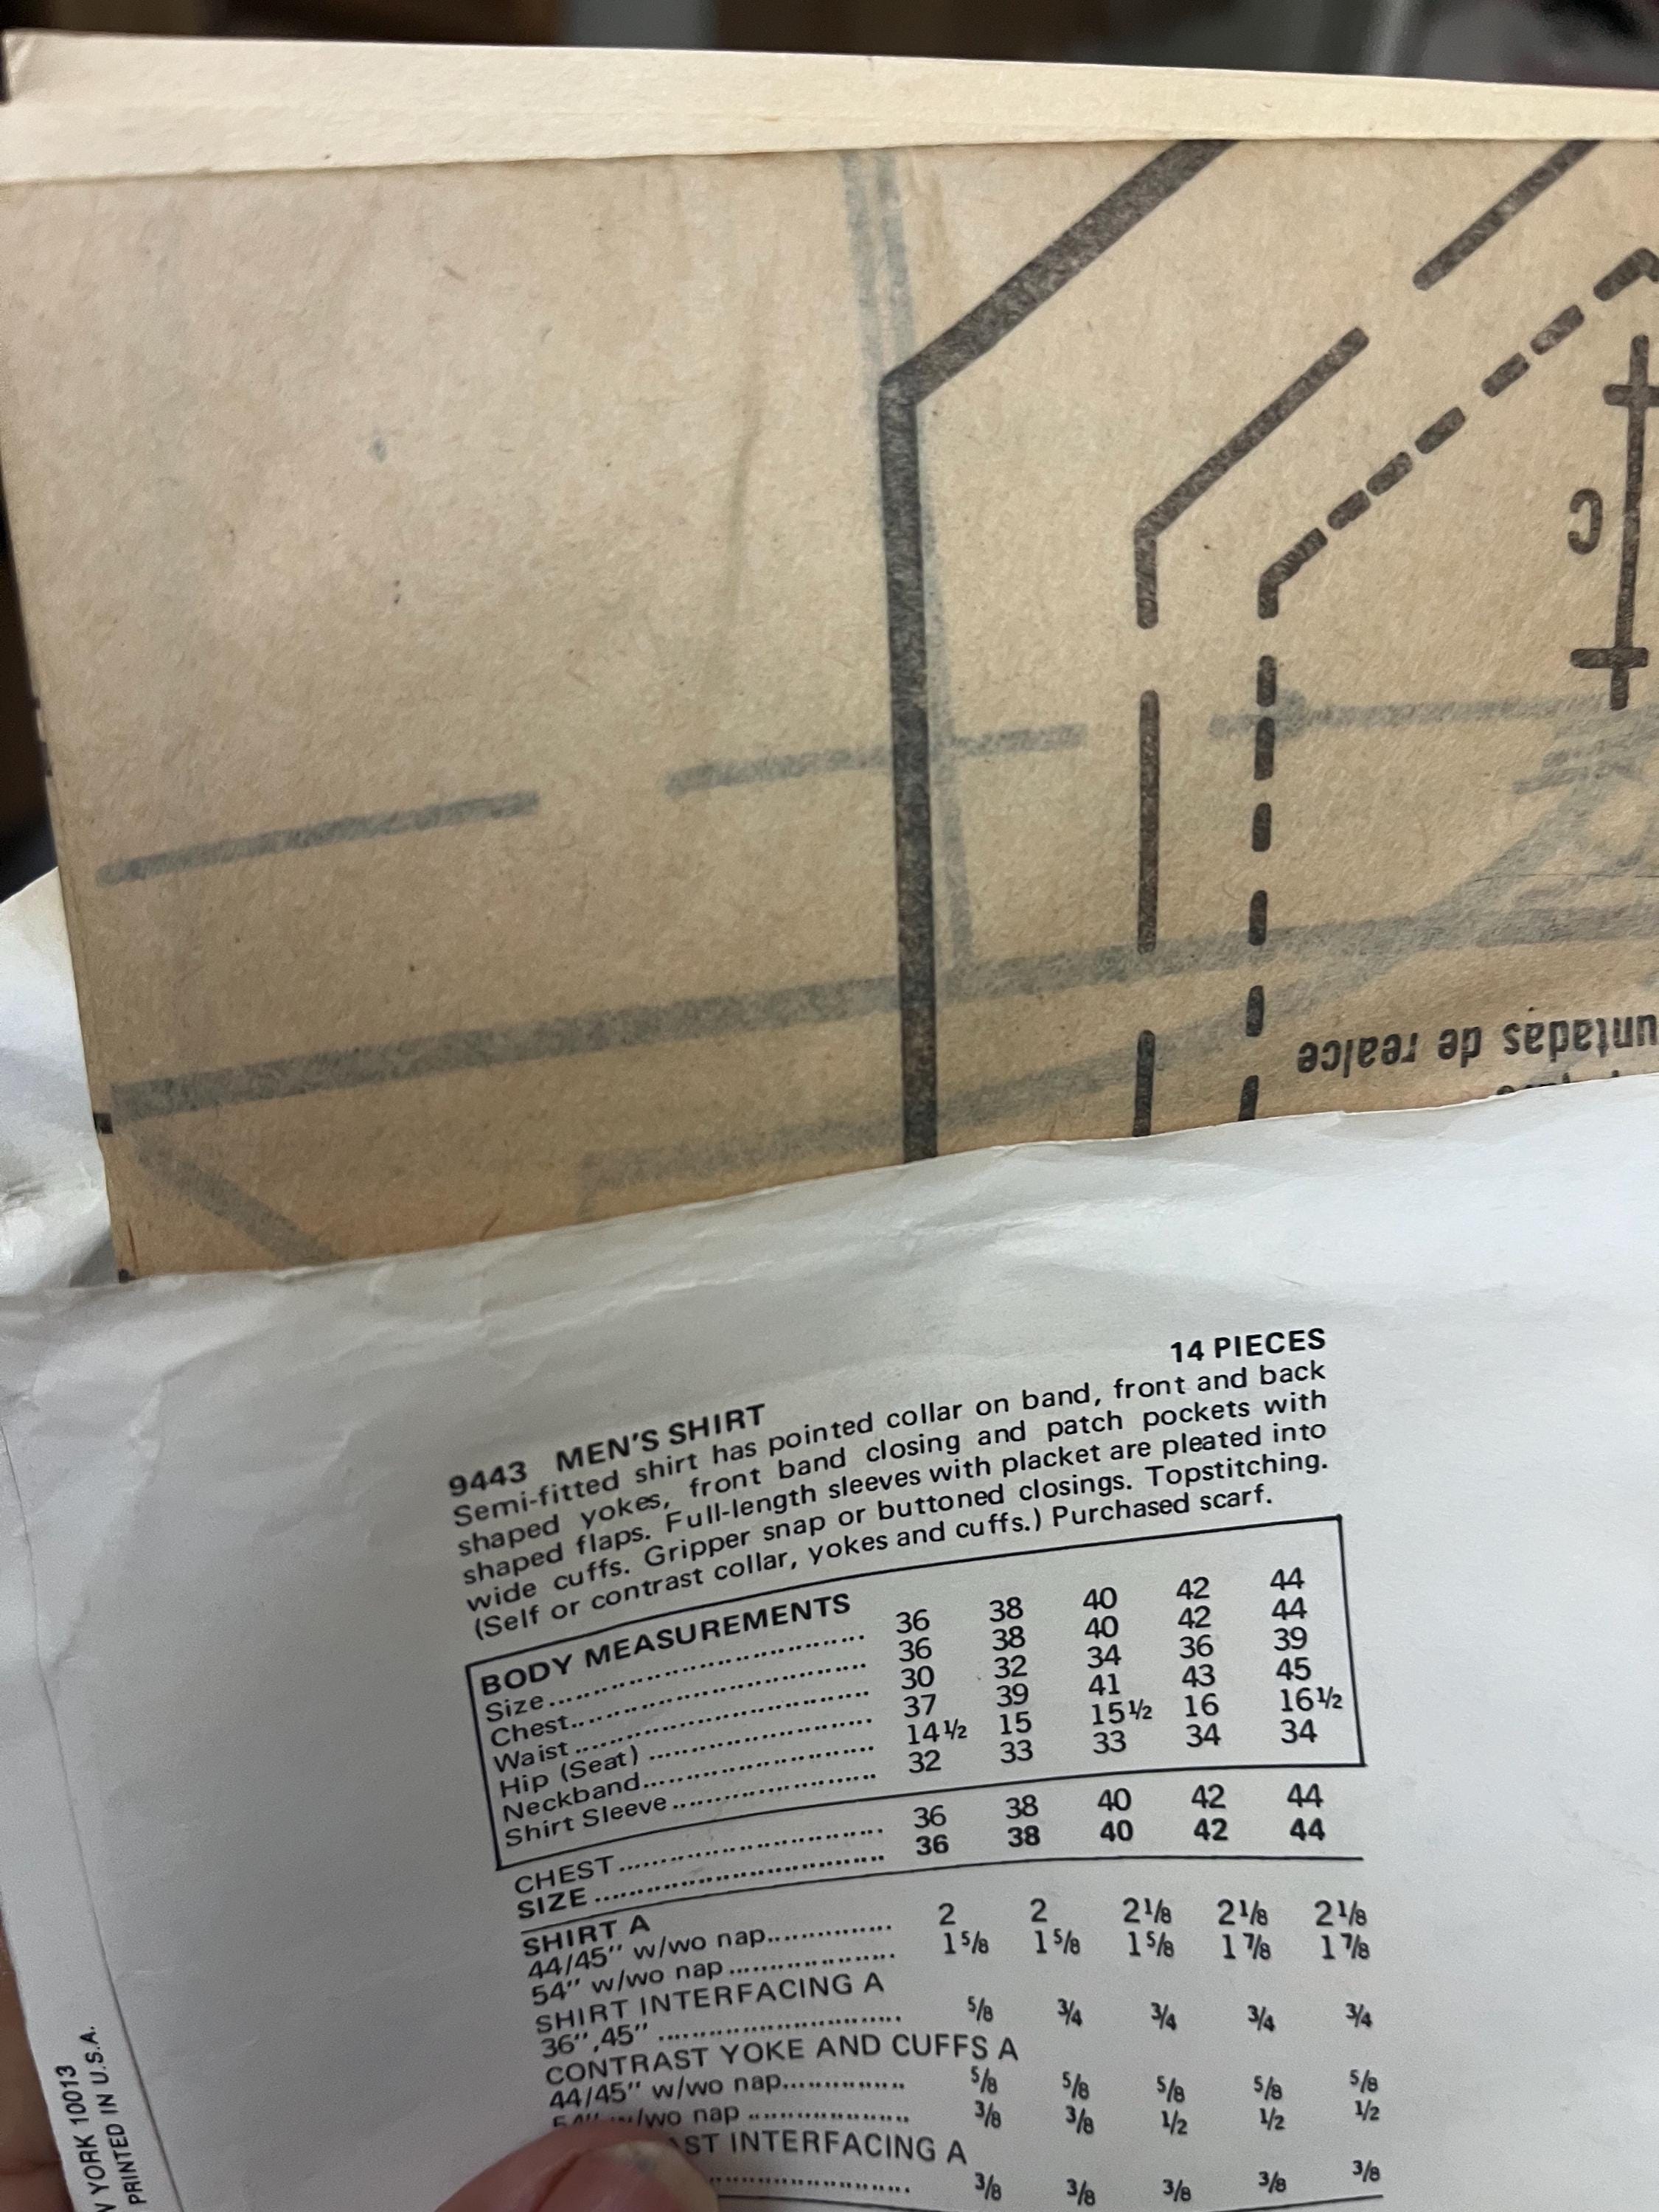 C
untadas de realce
14 PIECES
9443 MEN'S SHIRT
Semi-fitted shirt has pointed collar on band, front and back
shaped yokes, front band closing and patch pockets with
shaped flaps. Full-length sleeves with placket are pleated into
wide cuffs. Gripper snap or buttoned closings. Topstitching.
(Self or contrast collar, yokes and cuffs.) Purchased scarf.
BODY MEASUREMENTS
Size.......................... 36 38 40 42 44
Chest.......................... 36 38 40 42 44
Waist.......................... 30 32 34 36 39
Hip (Seat) .................... 37 39 41 43 45
Neckband.................... 14½ 15 15½ 16 16½
Shirt Sleeve .................. 32 33 33 34 34
CHEST....................... 36 38 40 42 44
SIZE ......................... 36 38 40 42 44
SHIRT A
44/45" w/wo nap............. 2 2 2⅛ 2⅛ 2⅛
54" w/wo nap ................ 1⅝ 1⅝ 1⅝ 1⅞ 1⅞
SHIRT INTERFACING A
36",45" ...................... ⅝ ¾ ¾ ¾ ¾
CONTRAST YOKE AND CUFFS A
44/45" w/wo nap............. ⅝ ⅝ ⅝ ⅝ ⅝
54" w/wo nap ................ ⅜ ⅜ ½ ½ ½
AST INTERFACING A
...................... ⅜ ⅜ ⅜ ⅜ ⅜
YORK 10013
PRINTED IN U.S.A.